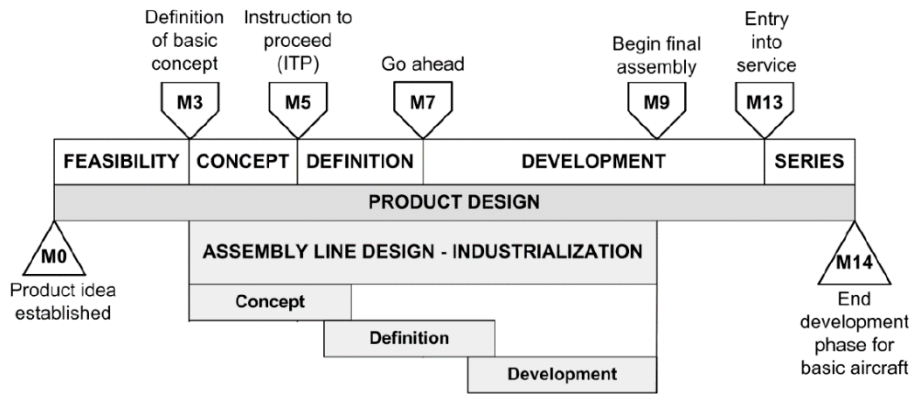 Definition
of basic
concept
Instruction to
proceed
(ITP)
Go ahead
Begin final
assembly
Entry
into
service
M3
M5
M7
M9
M13
FEASIBILITY
CONCEPT
DEFINITION
DEVELOPMENT
SERIES
PRODUCT DESIGN
M0
Product idea
established
ASSEMBLY LINE DESIGN - INDUSTRIALIZATION
Concept
Definition
Development
M14
End
development
phase for
basic aircraft